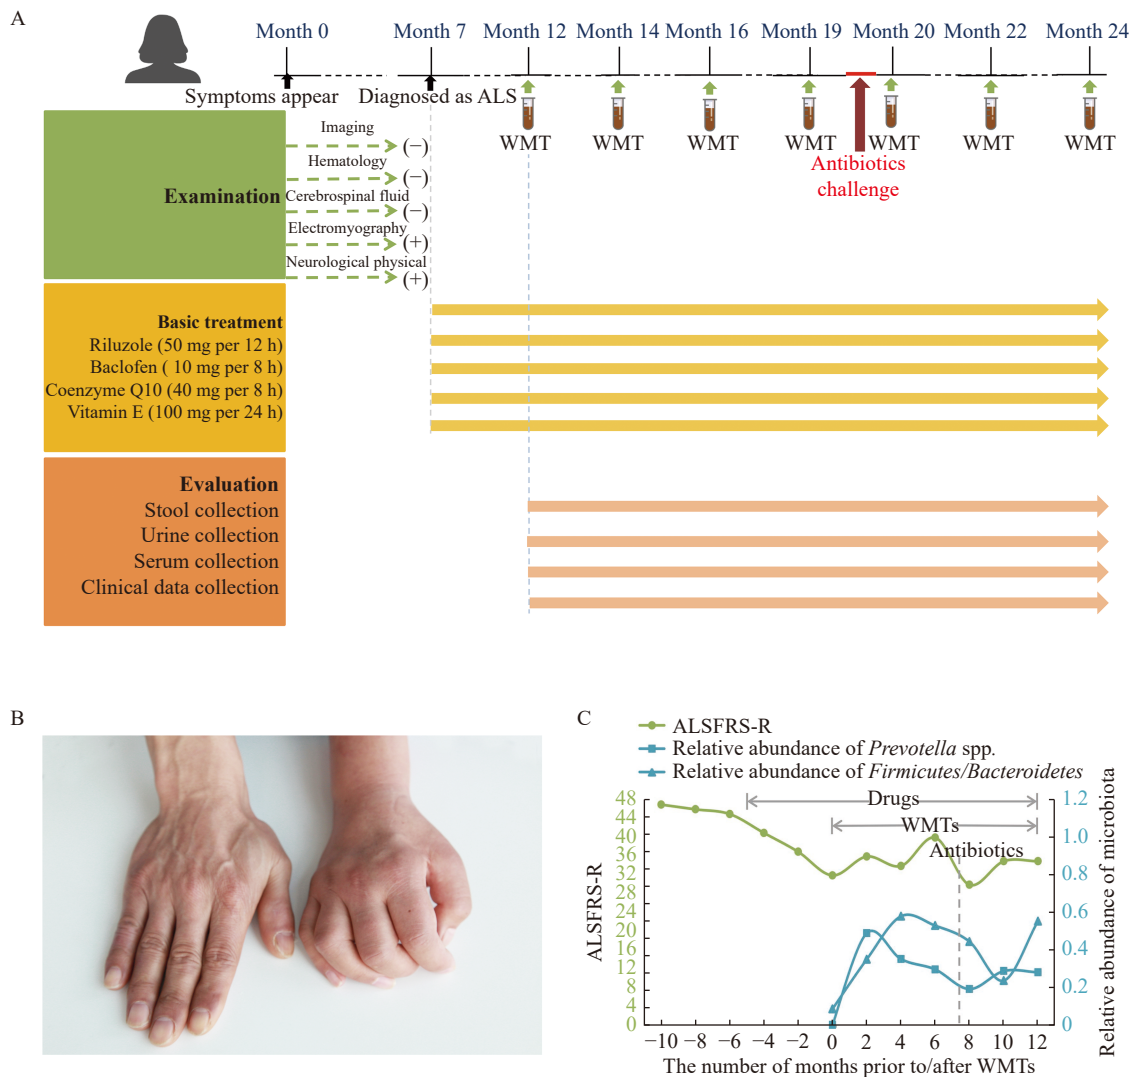 A
Month 0
Month 7
Month 12
Month 14
Month 16
Month 19
Month 20
Month 22
Month 24
Symptoms appear
Diagnosed as ALS
WMT
WMT
WMT
WMT
WMT
WMT
WMT
Antibiotics
challenge
Examination
Imaging
(−)
Hematology
(−)
Cerebrospinal fluid
(−)
Electromyography
(+)
Neurological physical
(+)
Basic treatment
Riluzole (50 mg per 12 h)
Baclofen ( 10 mg per 8 h)
Coenzyme Q10 (40 mg per 8 h)
Vitamin E (100 mg per 24 h)
Evaluation
Stool collection
Urine collection
Serum collection
Clinical data collection
B
C
ALSFRS-R
Relative abundance of Prevotella spp.
Relative abundance of Firmicutes/Bacteroidetes
Drugs
WMTs
Antibiotics
ALSFRS-R
48
44
40
36
32
28
24
20
16
12
8
4
0
1.2
1.0
0.8
0.6
0.4
0.2
0
Relative abundance of microbiota
−10 −8 −6 −4 −2 0 2 4 6 8 10 12
The number of months prior to/after WMTs